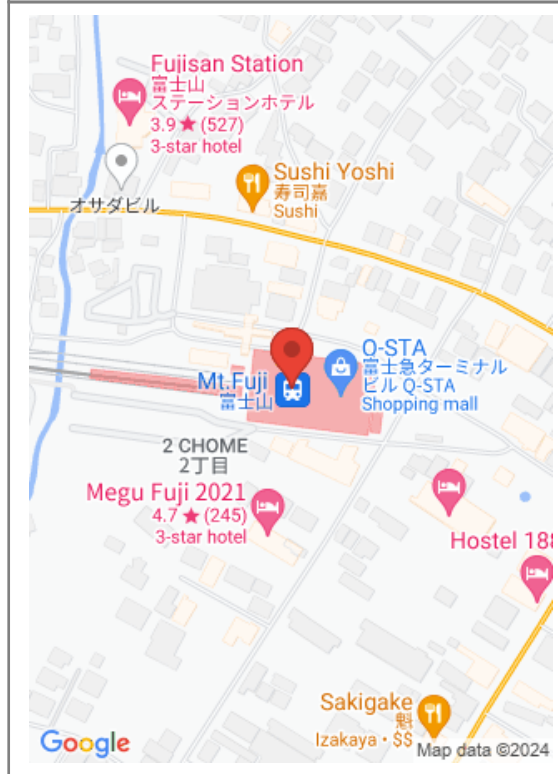 Fujisan Station
富士山
ステーションホテル
3.9 ★ (527)
3-star hotel
オサダビル
Sushi Yoshi
寿司嘉
Sushi
Q-STA
富士急ターミナル
ビル Q-STA
Shopping mall
Mt.Fuji
富士山
2 CHOME
2丁目
Megu Fuji 2021
4.7 ★ (245)
3-star hotel
Hostel 188
Sakigake
魁
Izakaya • $$
Google
Map data ©2024